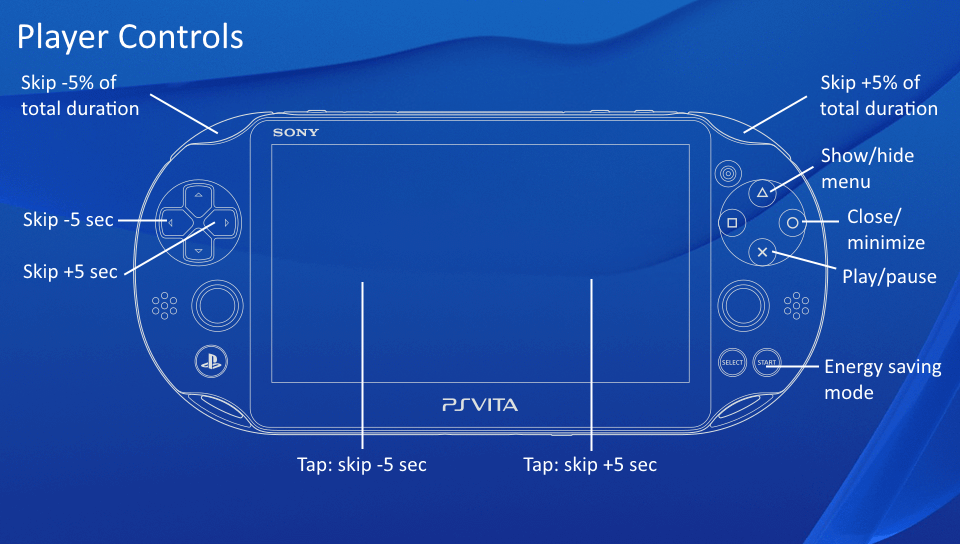 Player Controls
Skip -5% of
total duration
Skip +5% of
total duration
SONY
Show/hide
menu
Skip -5 sec
Close/
minimize
Skip +5 sec
Play/pause
SELECT
START
Energy saving
mode
PSVITA
Tap: skip -5 sec
Tap: skip +5 sec